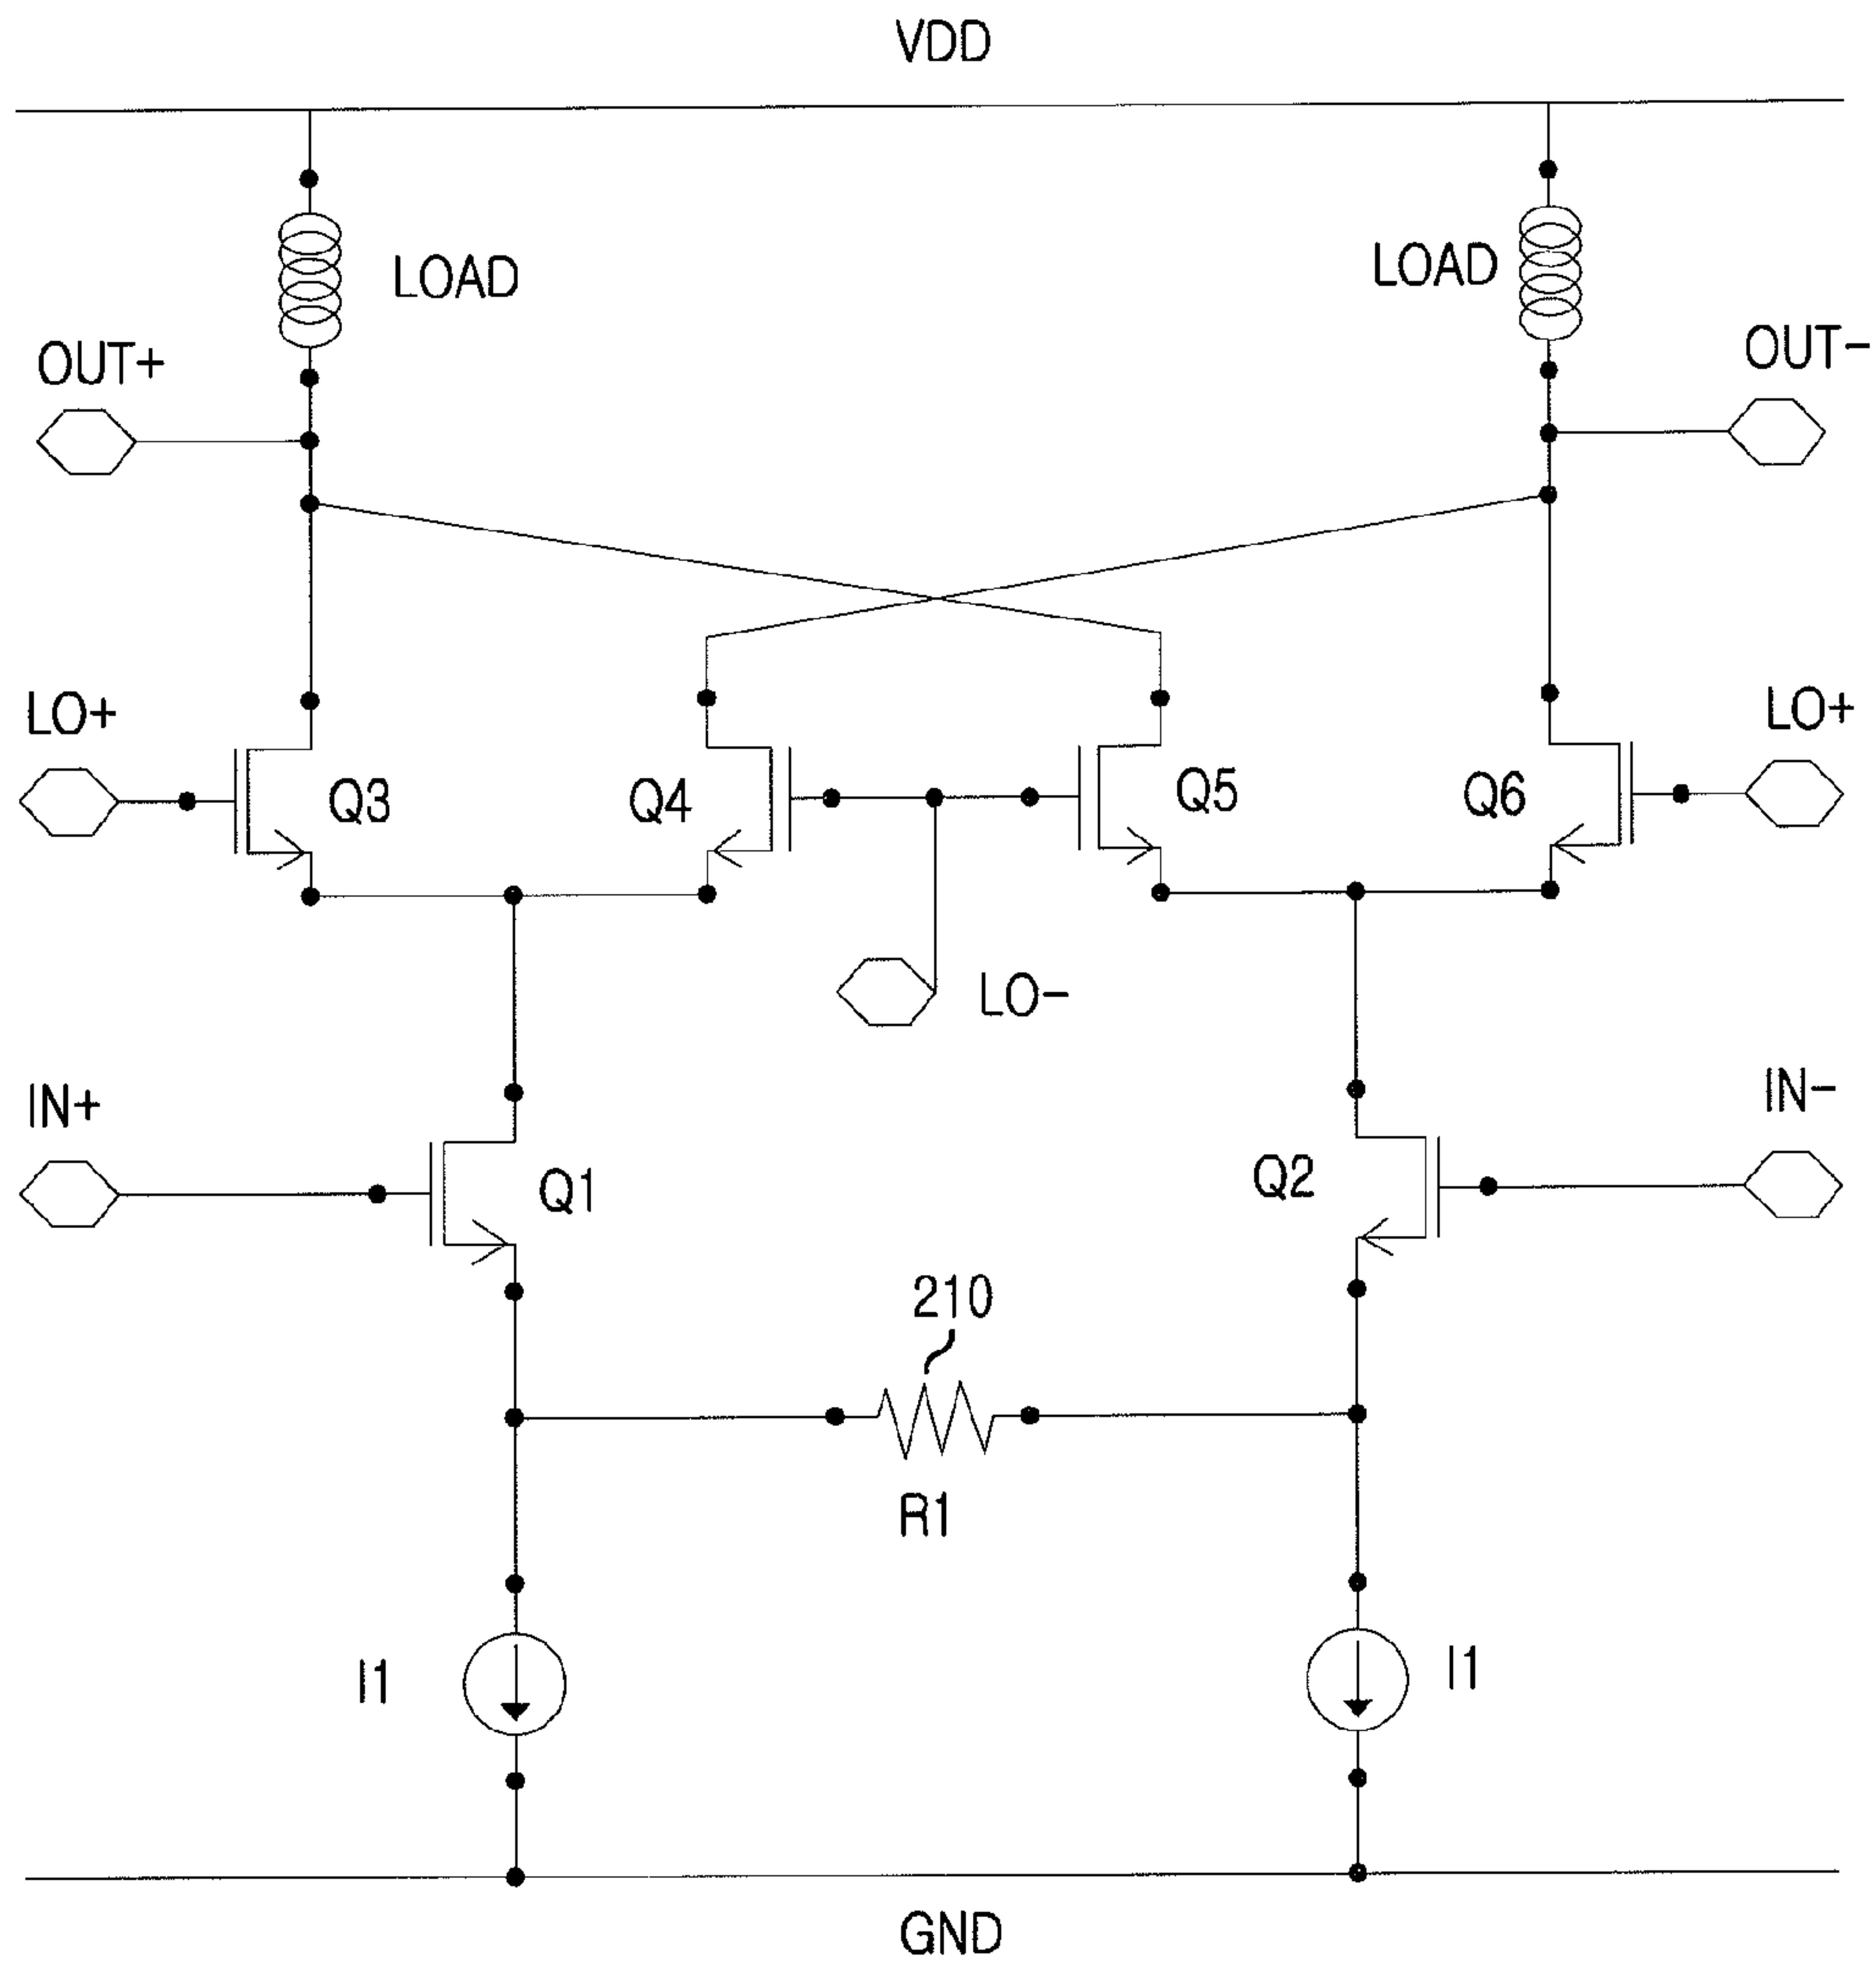 VDD
LOAD
LOAD
OUT+
OUT-
LO+
LO+
Q3
Q4
Q5
Q6
LO-
IN+
IN-
Q1
Q2
210
R1
I1
I1
GND